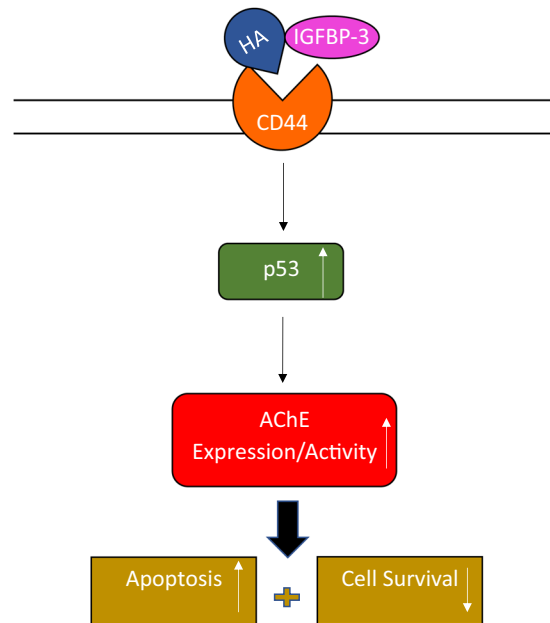 HA
IGFBP-3
CD44
p53
AChE
Expression/Activity
Apoptosis
+
Cell Survival